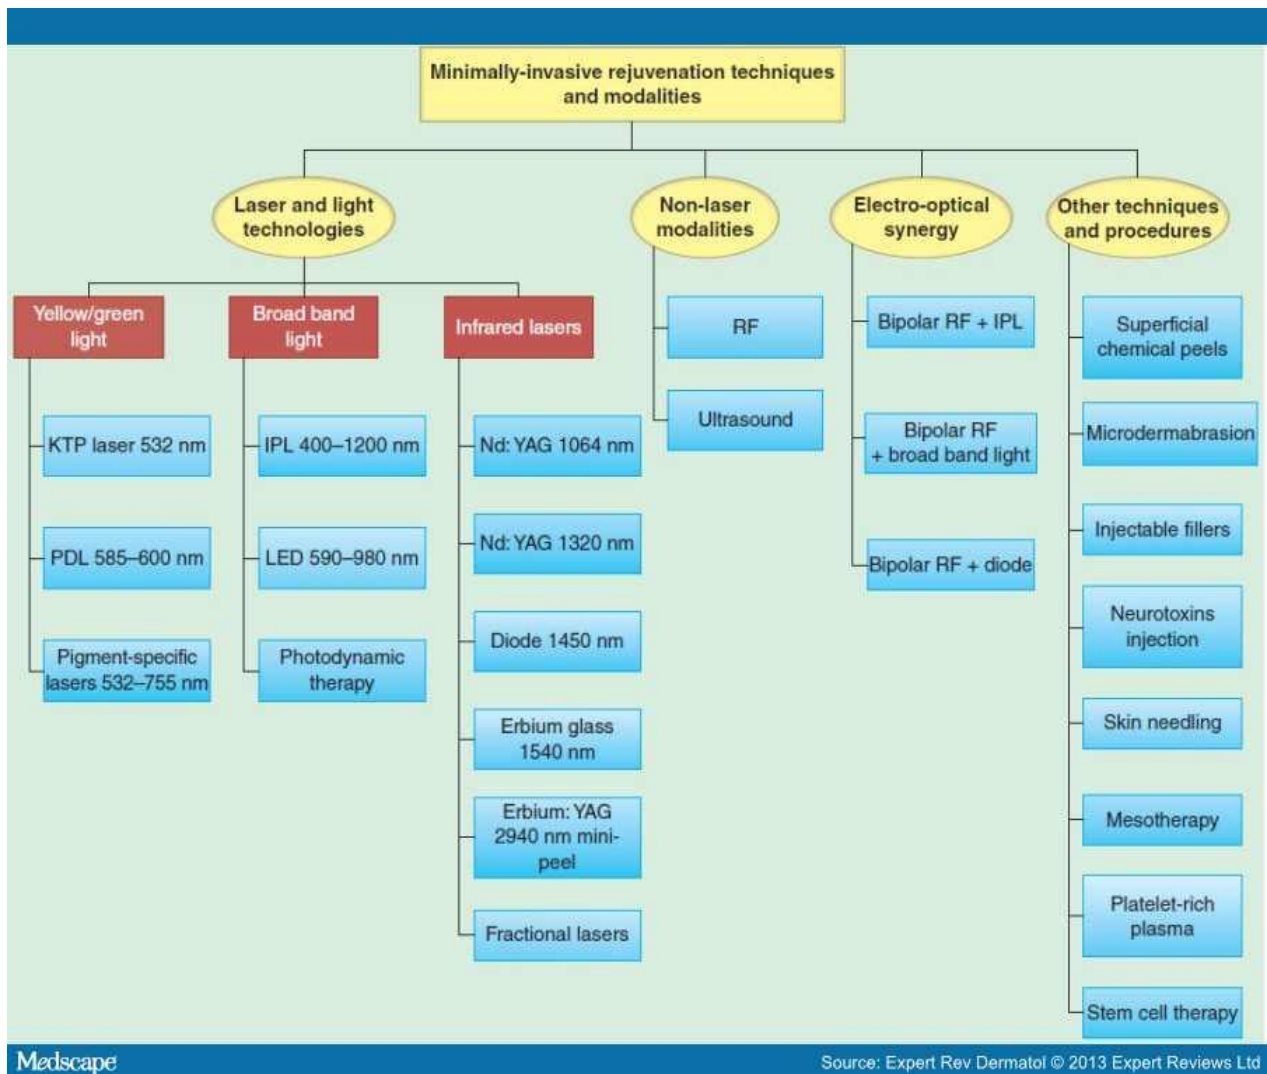 Minimally-invasive rejuvenation techniques
and modalities
Laser and light
technologies
Non-laser
modalities
Electro-optical
synergy
Other techniques
and procedures
Yellow/green
light
Broad band
light
Infrared lasers
KTP laser 532 nm
PDL 585–600 nm
Pigment-specific
lasers 532–755 nm
IPL 400–1200 nm
LED 590–980 nm
Photodynamic
therapy
Nd: YAG 1064 nm
Nd: YAG 1320 nm
Diode 1450 nm
Erbium glass
1540 nm
Erbium: YAG
2940 nm mini-
peel
Fractional lasers
RF
Ultrasound
Bipolar RF + IPL
Bipolar RF
+ broad band light
Bipolar RF + diode
Superficial
chemical peels
Microdermabrasion
Injectable fillers
Neurotoxins
injection
Skin needling
Mesotherapy
Platelet-rich
plasma
Stem cell therapy
Medscape
Source: Expert Rev Dermatol © 2013 Expert Reviews Ltd